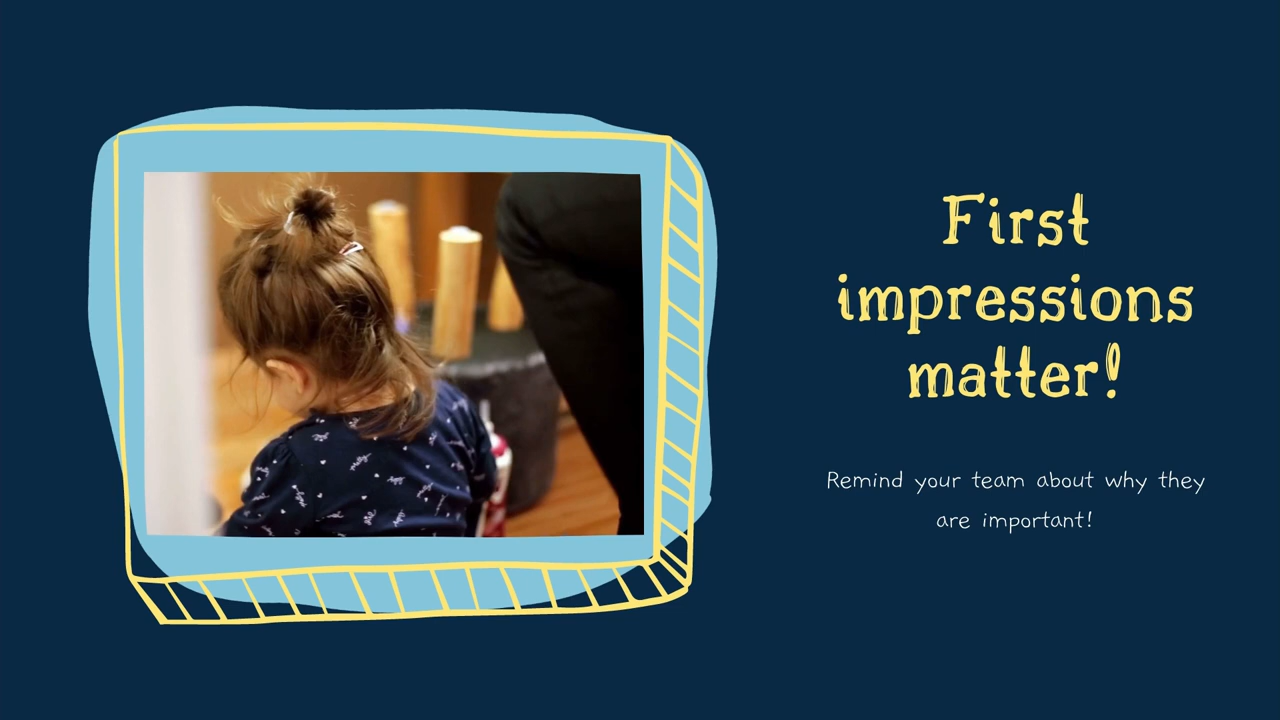 First
impressions
matter!
Remind your team about why they
are important!